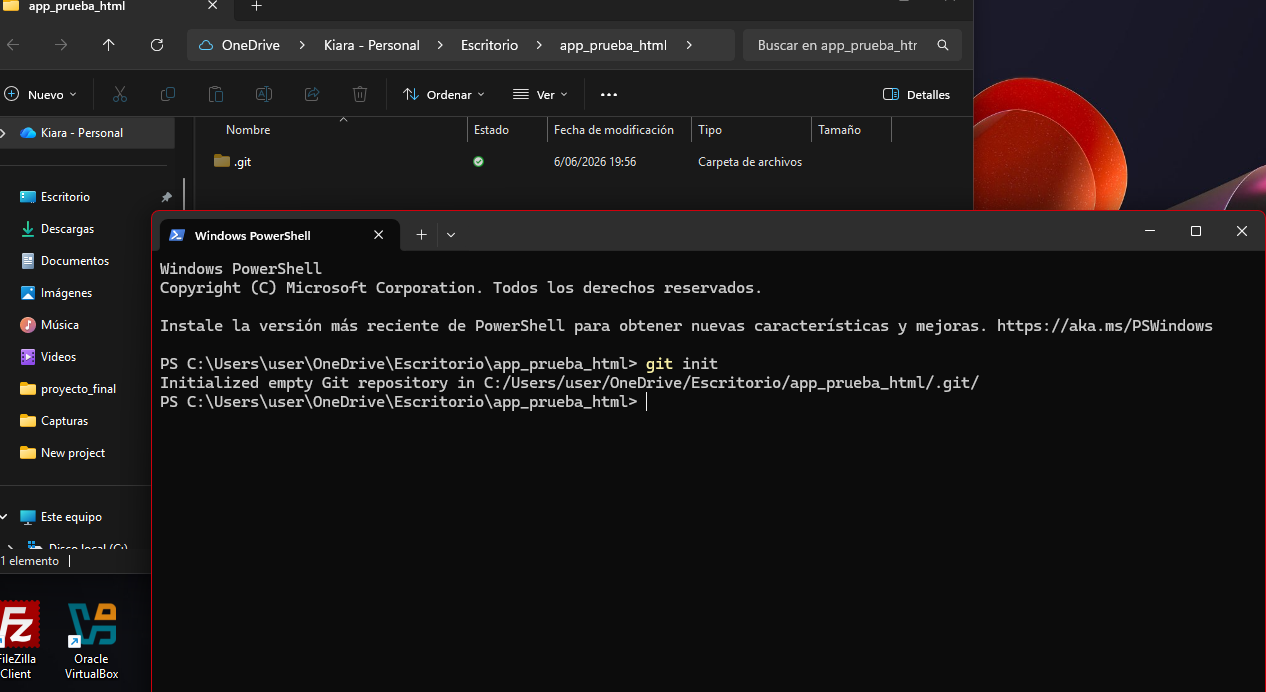 app_prueba_html
OneDrive > Kiara - Personal > Escritorio > app_prueba_html >
Buscar en app_prueba_htr
Nuevo
Ordenar
Ver
Detalles
Kiara - Personal
Nombre Estado Fecha de modificación Tipo Tamaño
.git 6/06/2026 19:56 Carpeta de archivos
Escritorio
Descargas
Documentos
Imágenes
Música
Videos
proyecto_final
Capturas
New project
Este equipo
Disco local (C:)
1 elemento
Windows PowerShell
Windows PowerShell
Copyright (C) Microsoft Corporation. Todos los derechos reservados.
Instale la versión más reciente de PowerShell para obtener nuevas características y mejoras. https://aka.ms/PSWindows
PS C:\Users\user\OneDrive\Escritorio\app_prueba_html> git init
Initialized empty Git repository in C:/Users/user/OneDrive/Escritorio/app_prueba_html/.git/
PS C:\Users\user\OneDrive\Escritorio\app_prueba_html>
Fz
FileZilla
Client
Oracle
VirtualBox